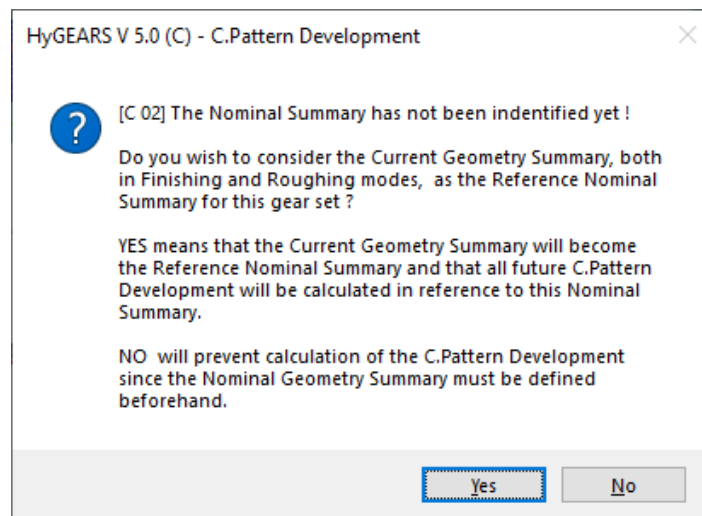 HyGEARS V 5.0 (C) - C.Pattern Development
[C 02] The Nominal Summary has not been indentified yet !
Do you wish to consider the Current Geometry Summary, both
in Finishing and Roughing modes,  as the Reference Nominal
Summary for this gear set ?
YES means that the Current Geometry Summary will become
the Reference Nominal Summary and that all future C.Pattern
Development will be calculated in reference to this Nominal
Summary.
NO  will prevent calculation of the C.Pattern Development
since the Nominal Geometry Summary must be defined
beforehand.
Yes
No